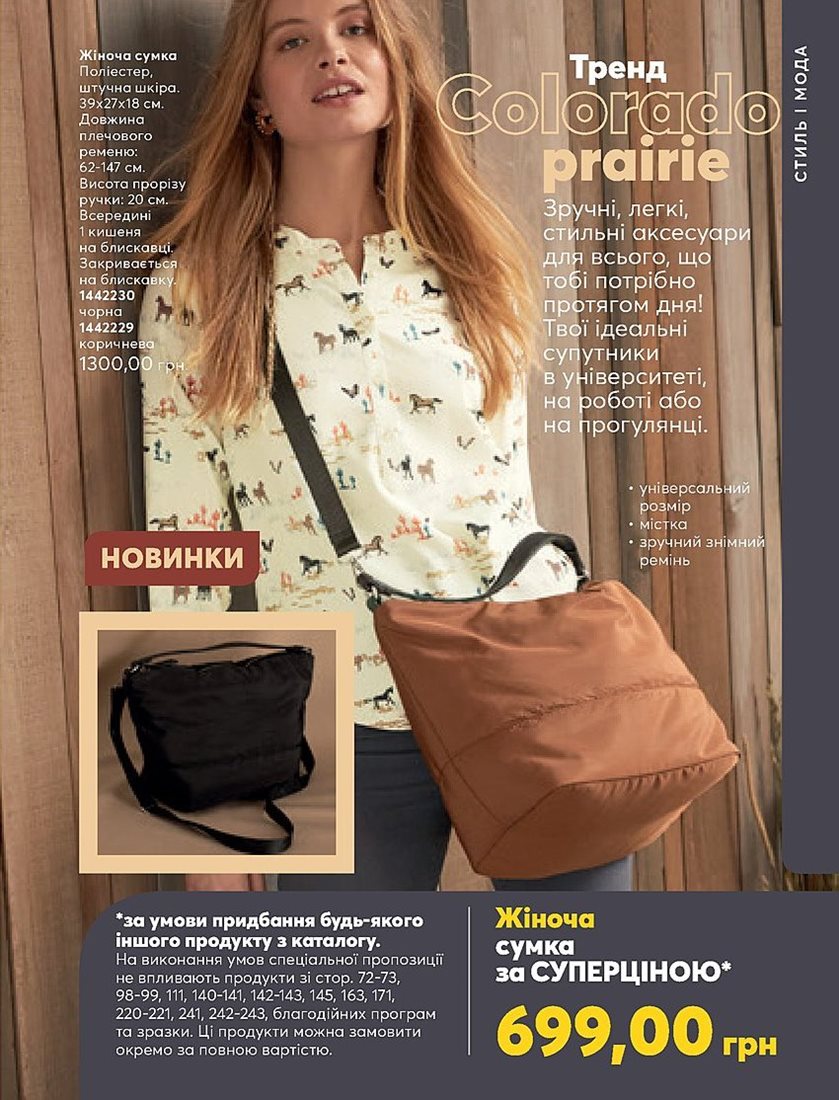 Жіноча сумка
Поліестер,
штучна шкіра.
39х27х18 см.
Довжина
плечового
ременю:
62-147 см.
Висота прорізу
ручки: 20 см.
Всередині
1 кишеня
на блискавці.
Закривається
на блискавку.
1442230
чорна
1442229
коричнева
1300,00 грн
Тренд
Colorado
prairie
Зручні, легкі,
стильні аксесуари
для всього, що
тобі потрібно
протягом дня!
Твої ідеальні
супутники
в університеті,
на роботі або
на прогулянці.
СТИЛЬ І МОДА
• універсальний
розмір
• містка
• зручний знімний
ремінь
НОВИНКИ
*за умови придбання будь-якого
іншого продукту з каталогу.
На виконання умов спеціальної пропозиції
не впливають продукти зі стор. 72-73,
98-99, 111, 140-141, 142-143, 145, 163, 171,
220-221, 241, 242-243, благодійних програм
та зразки. Ці продукти можна замовити
окремо за повною вартістю.
Жіноча
сумка
за СУПЕРЦІНОЮ*
699,00 грн